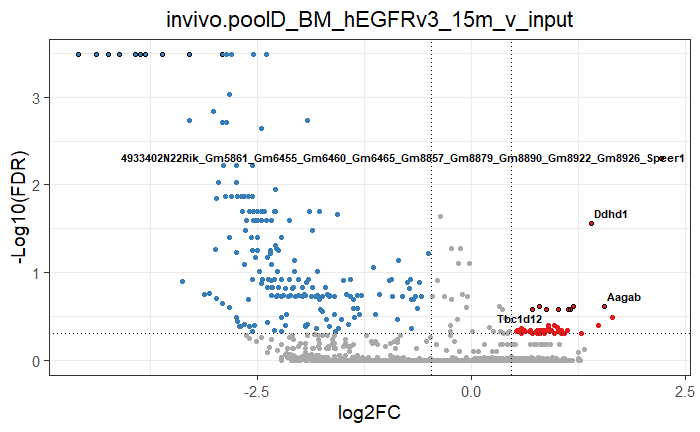 invivo.poolD_BM_hEGFRv3_15m_v_input
3
4933402N22Rik_Gm5861_Gm6455_Gm6460_Gm6465_Gm8857_Gm8879_Gm8890_Gm8922_Gm8926_Speer1
2
-Log10(FDR)
Ddhd1
1
Aagab
Tbc1d12
0
-2.5 0.0 2.5
log2FC